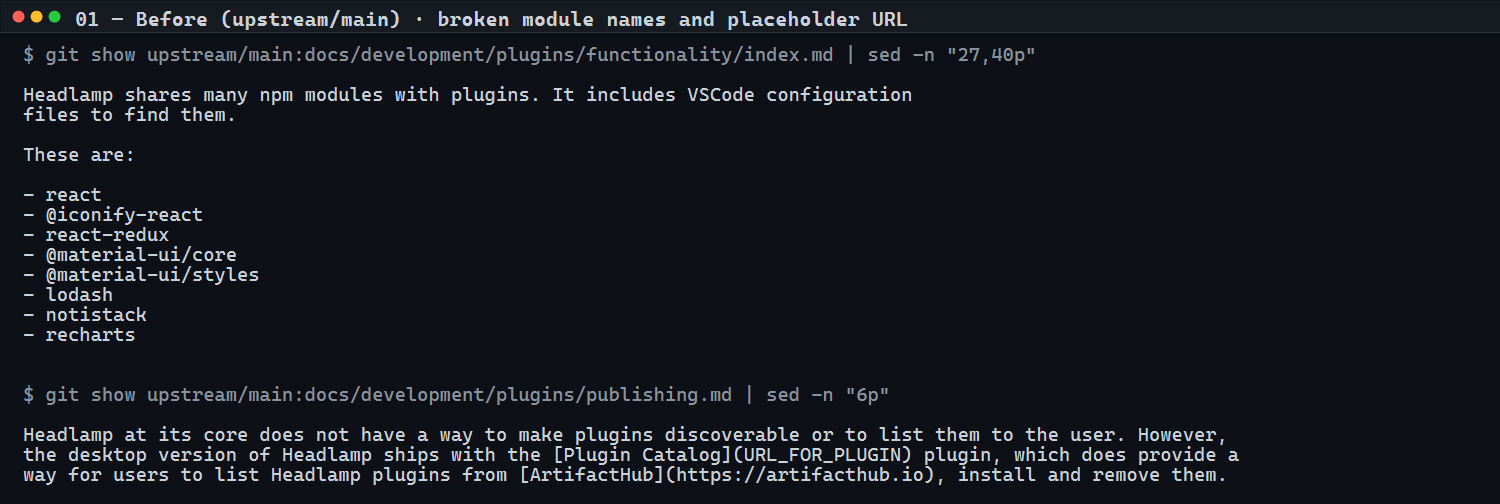 01 — Before (upstream/main) · broken module names and placeholder URL
$ git show upstream/main:docs/development/plugins/functionality/index.md | sed -n "27,40p"
Headlamp shares many npm modules with plugins. It includes VSCode configuration
files to find them.
These are:
- react
- @iconify-react
- react-redux
- @material-ui/core
- @material-ui/styles
- lodash
- notistack
- recharts
$ git show upstream/main:docs/development/plugins/publishing.md | sed -n "6p"
Headlamp at its core does not have a way to make plugins discoverable or to list them to the user. However,
the desktop version of Headlamp ships with the [Plugin Catalog](URL_FOR_PLUGIN) plugin, which does provide a
way for users to list Headlamp plugins from [ArtifactHub](https://artifacthub.io), install and remove them.